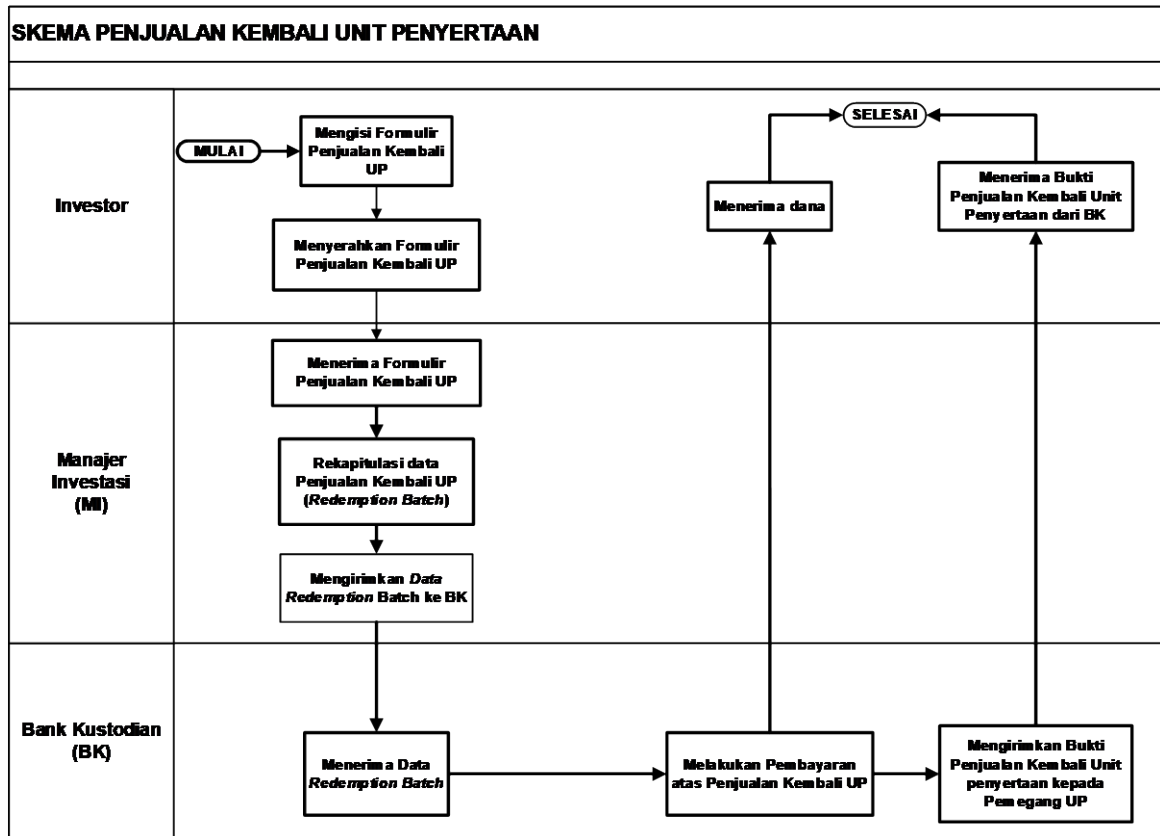 SKEMA PENJUALAN KEMBALI UNIT PENYERTAAN
Investor
MULAI
Mengisi Formulir
Penjualan Kembali
UP
Menyerahkan Formulir
Penjualan Kembali UP
SELESAI
Menerima dana
Menerima Bukti
Penjualan Kembali Unit
Penyertaan dari BK
Manajer
Investasi
(MI)
Menerima Formulir
Penjualan Kembali UP
Rekapitulasi data
Penjualan Kembali UP
(Redemption Batch)
Mengirimkan Data
Redemption Batch ke BK
Bank Kustodian
(BK)
Menerima Data
Redemption Batch
Melakukan Pembayaran
atas Penjualan Kembali UP
Mengirimkan Bukti
Penjualan Kembali Unit
penyertaan kepada
Pemegang UP